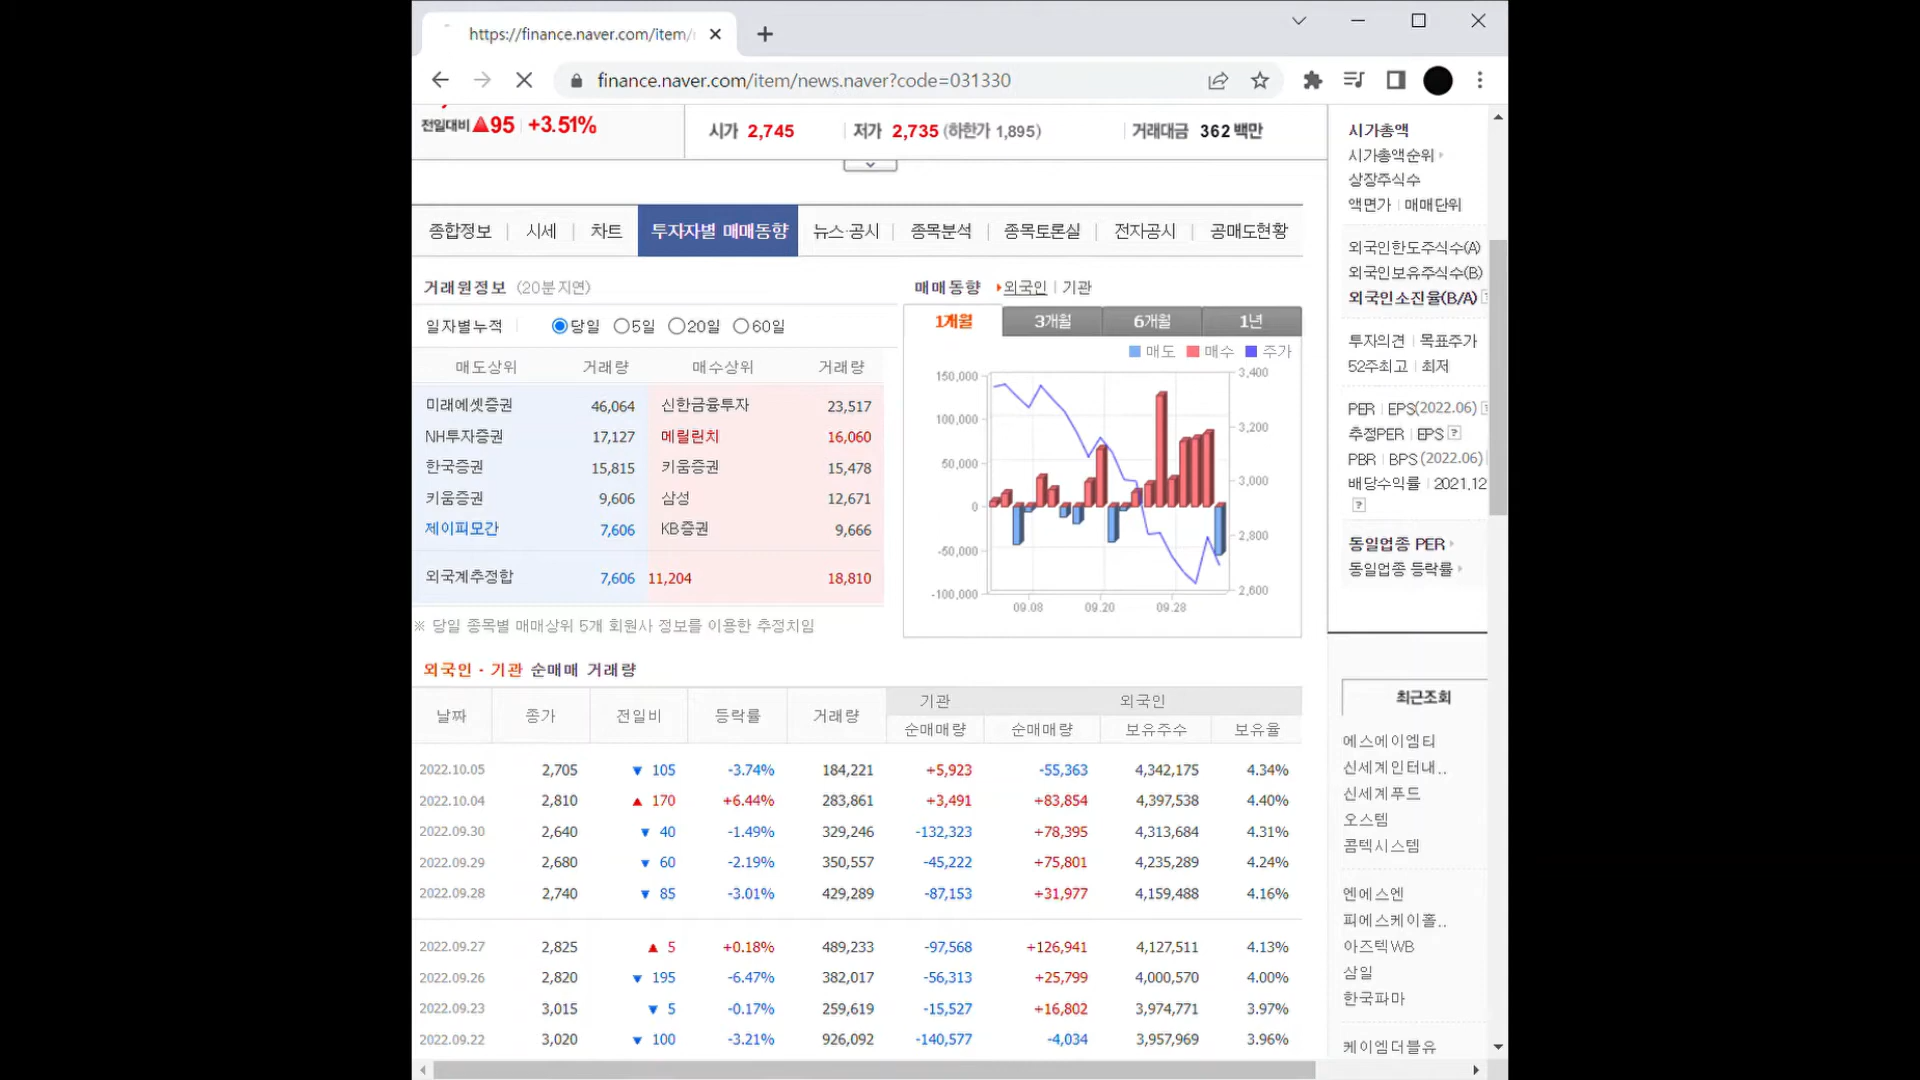 https://finance.naver.com/item/
finance.naver.com/item/news.naver?code=031330
전일대비 ▲95 +3.51%
시가 2,745 저가 2,735 (하한가 1,895) 거래대금 362 백만
종합정보 시세 차트 투자자별 매매동향 뉴스·공시 종목분석 종목토론실 전자공시 공매도현황
거래원정보 (20분지연)
일자별누적 당일 5일 20일 60일
매도상위 거래량 매수상위 거래량
미래에셋증권 46,064 신한금융투자 23,517
NH투자증권 17,127 메릴린치 16,060
한국증권 15,815 키움증권 15,478
키움증권 9,606 삼성 12,671
제이피모간 7,606 KB증권 9,666
외국계추정합 7,606 11,204 18,810
※ 당일 종목별 매매상위 5개 회원사 정보를 이용한 추정치임
매매동향 외국인 기관
1개월 3개월 6개월 1년
매도 매수 주가
150,000 3,400
100,000 3,200
50,000 3,000
0 2,800
-50,000 2,600
-100,000
09.08 09.20 09.28
외국인 · 기관 순매매 거래량
날짜 종가 전일비 등락률 거래량 기관 외국인
순매매량 순매매량 보유주수 보유율
2022.10.05 2,705 ▼ 105 -3.74% 184,221 +5,923 -55,363 4,342,175 4.34%
2022.10.04 2,810 ▲ 170 +6.44% 283,861 +3,491 +83,854 4,397,538 4.40%
2022.09.30 2,640 ▼ 40 -1.49% 329,246 -132,323 +78,395 4,313,684 4.31%
2022.09.29 2,680 ▼ 60 -2.19% 350,557 -45,222 +75,801 4,235,289 4.24%
2022.09.28 2,740 ▼ 85 -3.01% 429,289 -87,153 +31,977 4,159,488 4.16%
2022.09.27 2,825 ▲ 5 +0.18% 489,233 -97,568 +126,941 4,127,511 4.13%
2022.09.26 2,820 ▼ 195 -6.47% 382,017 -56,313 +25,799 4,000,570 4.00%
2022.09.23 3,015 ▼ 5 -0.17% 259,619 -15,527 +16,802 3,974,771 3.97%
2022.09.22 3,020 ▼ 100 -3.21% 926,092 -140,577 -4,034 3,957,969 3.96%
시가총액
시가총액순위
상장주식수
액면가 매매단위
외국인한도주식수(A)
외국인보유주식수(B)
외국인소진율(B/A) ?
투자의견 목표주가
52주최고 최저
PER EPS(2022.06) ?
추정PER EPS ?
PBR BPS (2022.06)
배당수익률 2021.12
?
동일업종 PER
동일업종 등락률
최근조회
에스에이엠티
신세계인터내..
신세계푸드
오스템
콤텍시스템
엔에스엔
피에스케이홀..
아즈텍WB
삼일
한국파마
케이엠더블유